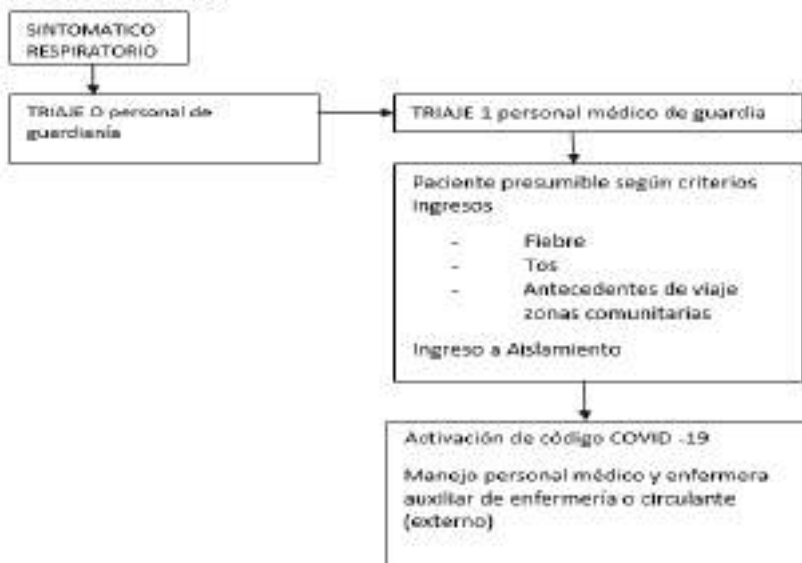 SINTOMATICO
RESPIRATORIO
TRIAJE 0 personal de
guardianía
TRIAJE 1 personal médico de guardia
Paciente presumible según criterios
Ingresos
- Fiebre
- Tos
- Antecedentes de viaje
zonas comunitarias
Ingreso a Aislamiento
Activación de código COVID -19
Manejo personal médico y enfermera
auxiliar de enfermería o circulante
(externo)